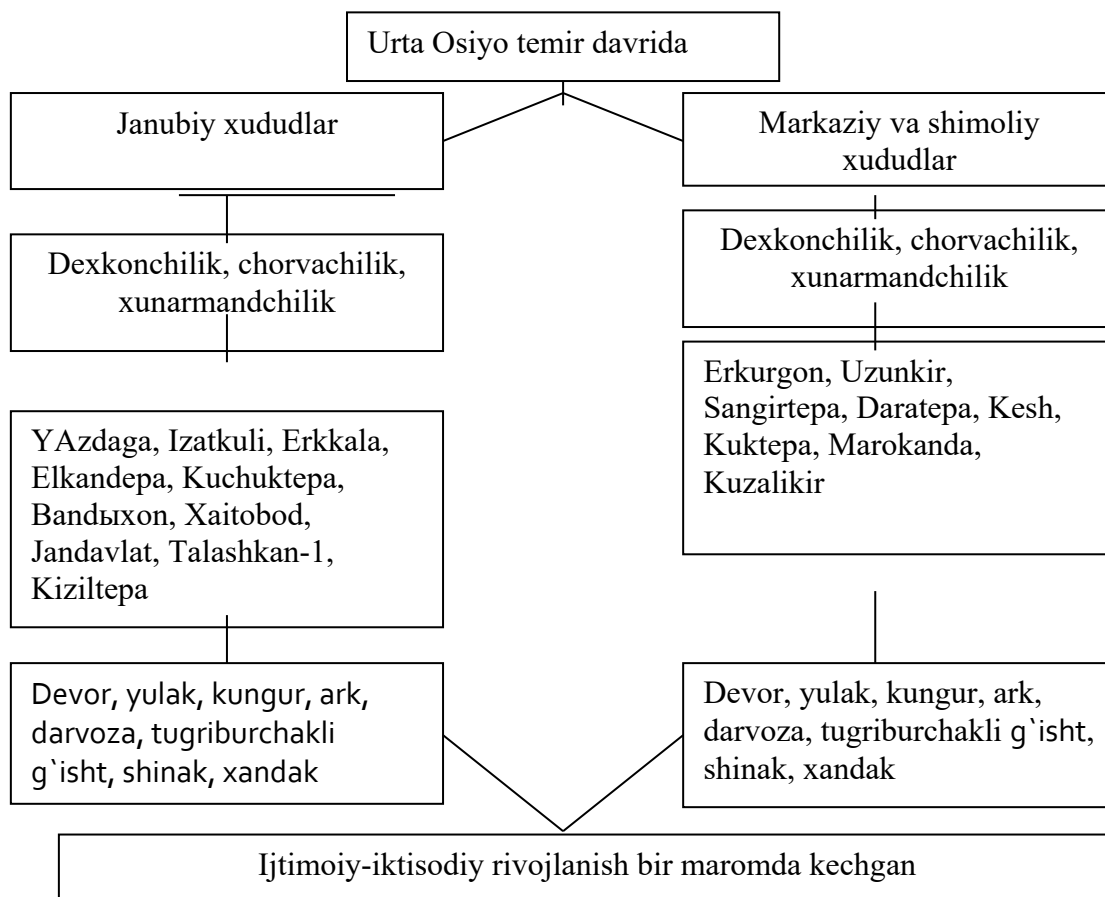 Urta Osiyo temir davrida
Janubiy xududlar
Markaziy va shimoliy
xududlar
Dexkonchilik, chorvachilik,
xunarmandchilik
Dexkonchilik, chorvachilik,
xunarmandchilik
YAzdaga, Izatkuli, Erkkala,
Elkandepa, Kuchuktepa,
Bandыxon, Xaitobod,
Jandavlat, Talashkan-1,
Kiziltepa
Erkurgon, Uzunkir,
Sangirtepa, Daratepa, Kesh,
Kuktepa, Marokanda,
Kuzalikir
Devor, yulak, kungur, ark,
darvoza, tugriburchakli
g`isht, shinak, xandak
Devor, yulak, kungur, ark,
darvoza, tugriburchakli g`isht,
shinak, xandak
Ijtimoiy-iktisodiy rivojlanish bir maromda kechgan